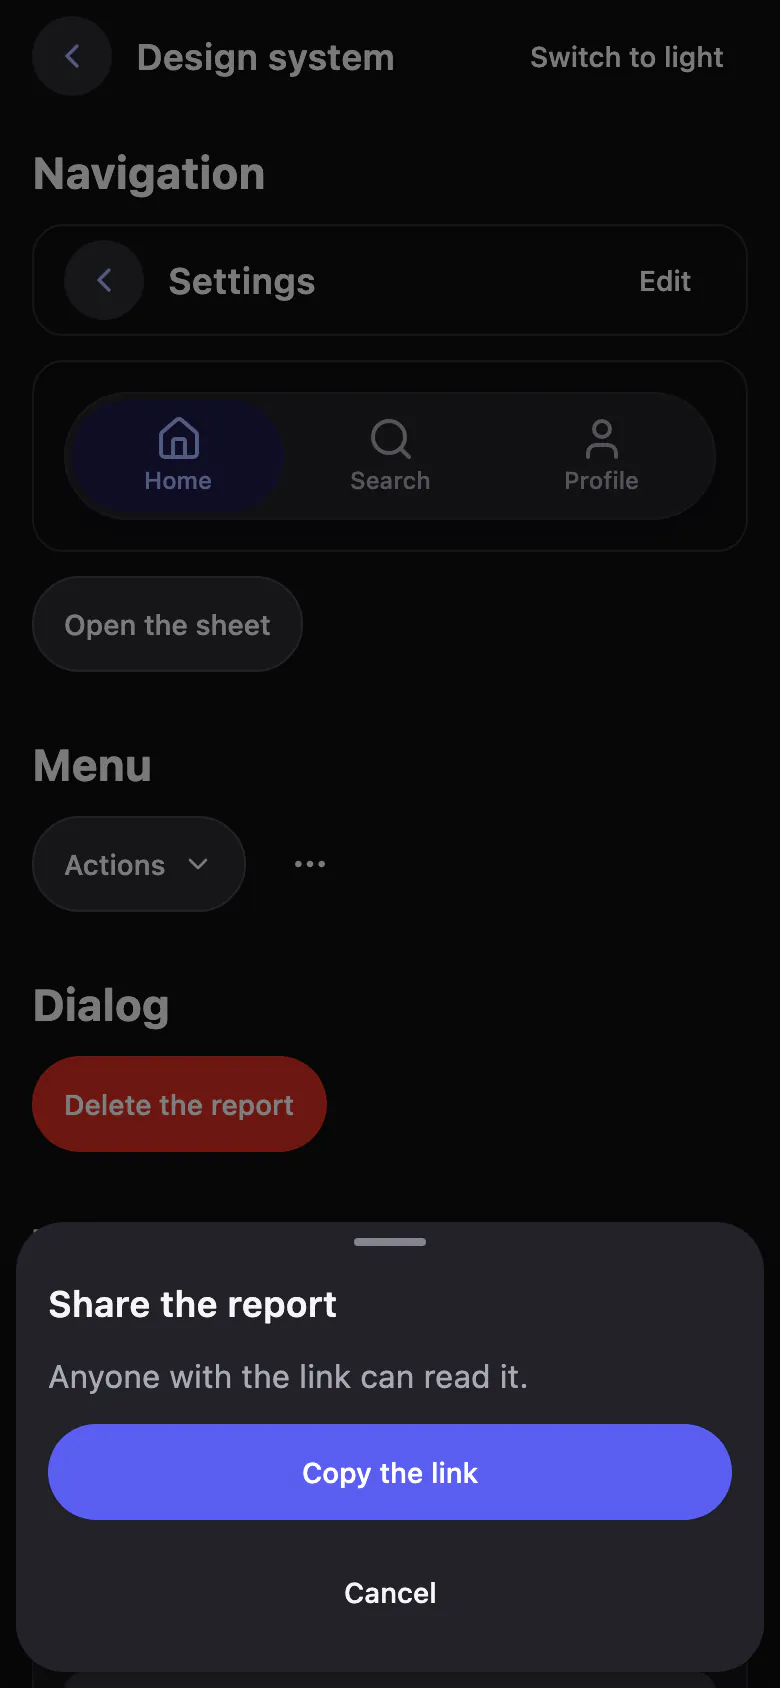 Design system
Switch to light
Navigation
Settings
Edit
Home
Search
Profile
Open the sheet
Menu
Actions
Dialog
Delete the report
Share the report
Anyone with the link can read it.
Copy the link
Cancel